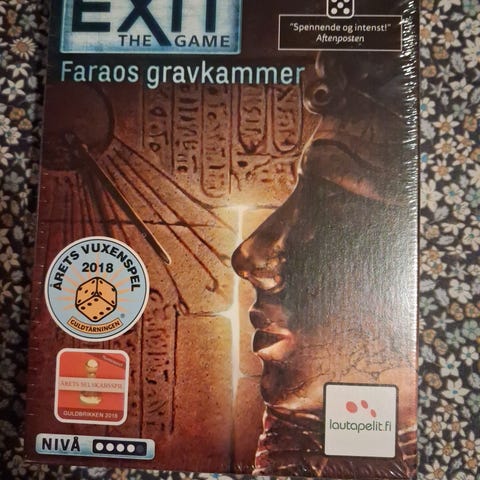 EXIT
THE GAME
"Spennende og intenst!"
Aftenposten
Faraos gravkammer
ÅRETS VUXENSPEL
2018
GULDTÄRNINGEN
ÅRETS SELSKABSSPIL
GULDBRIKKEN 2018
NIVÅ
lautapelit.fi